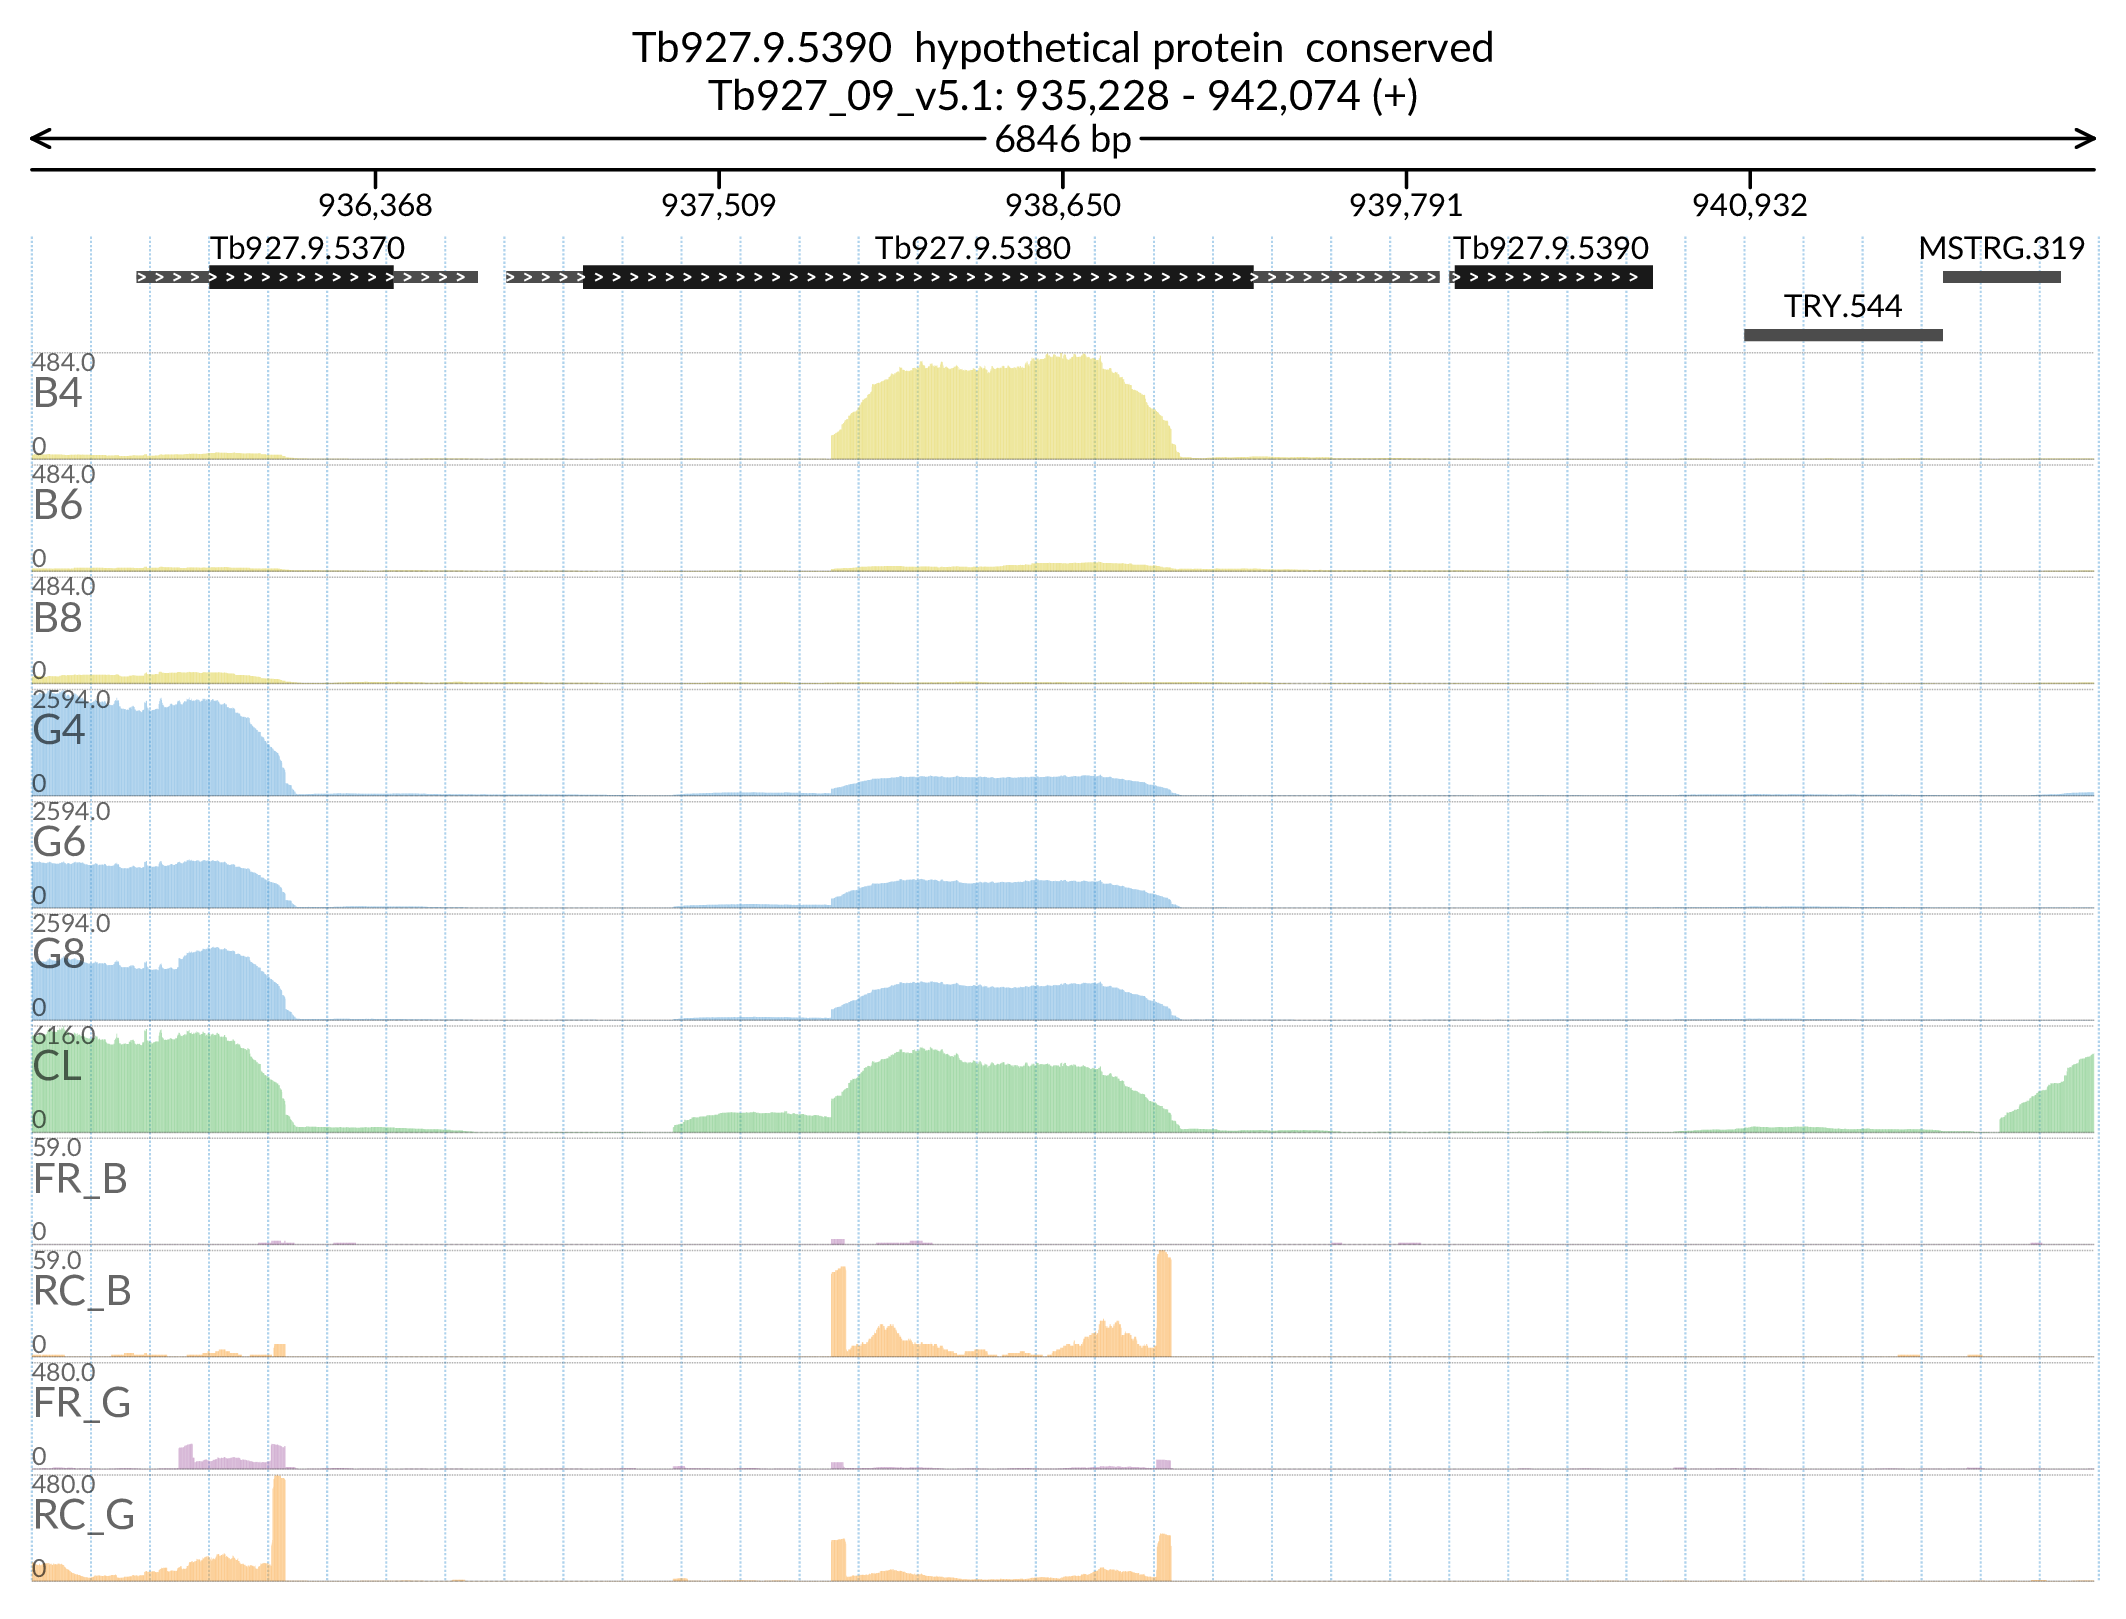 Tb927.9.5390  hypothetical protein  conserved
Tb927_09_v5.1: 935,228 - 942,074 (+)
6846 bp
936,368 937,509 938,650 939,791 940,932
Tb927.9.5370 Tb927.9.5380 Tb927.9.5390 MSTRG.319
TRY.544
484.0
B4
0
484.0
B6
0
484.0
B8
0
2594.0
G4
0
2594.0
G6
0
2594.0
G8
0
616.0
CL
0
59.0
FR_B
0
59.0
RC_B
0
480.0
FR_G
0
480.0
RC_G
0